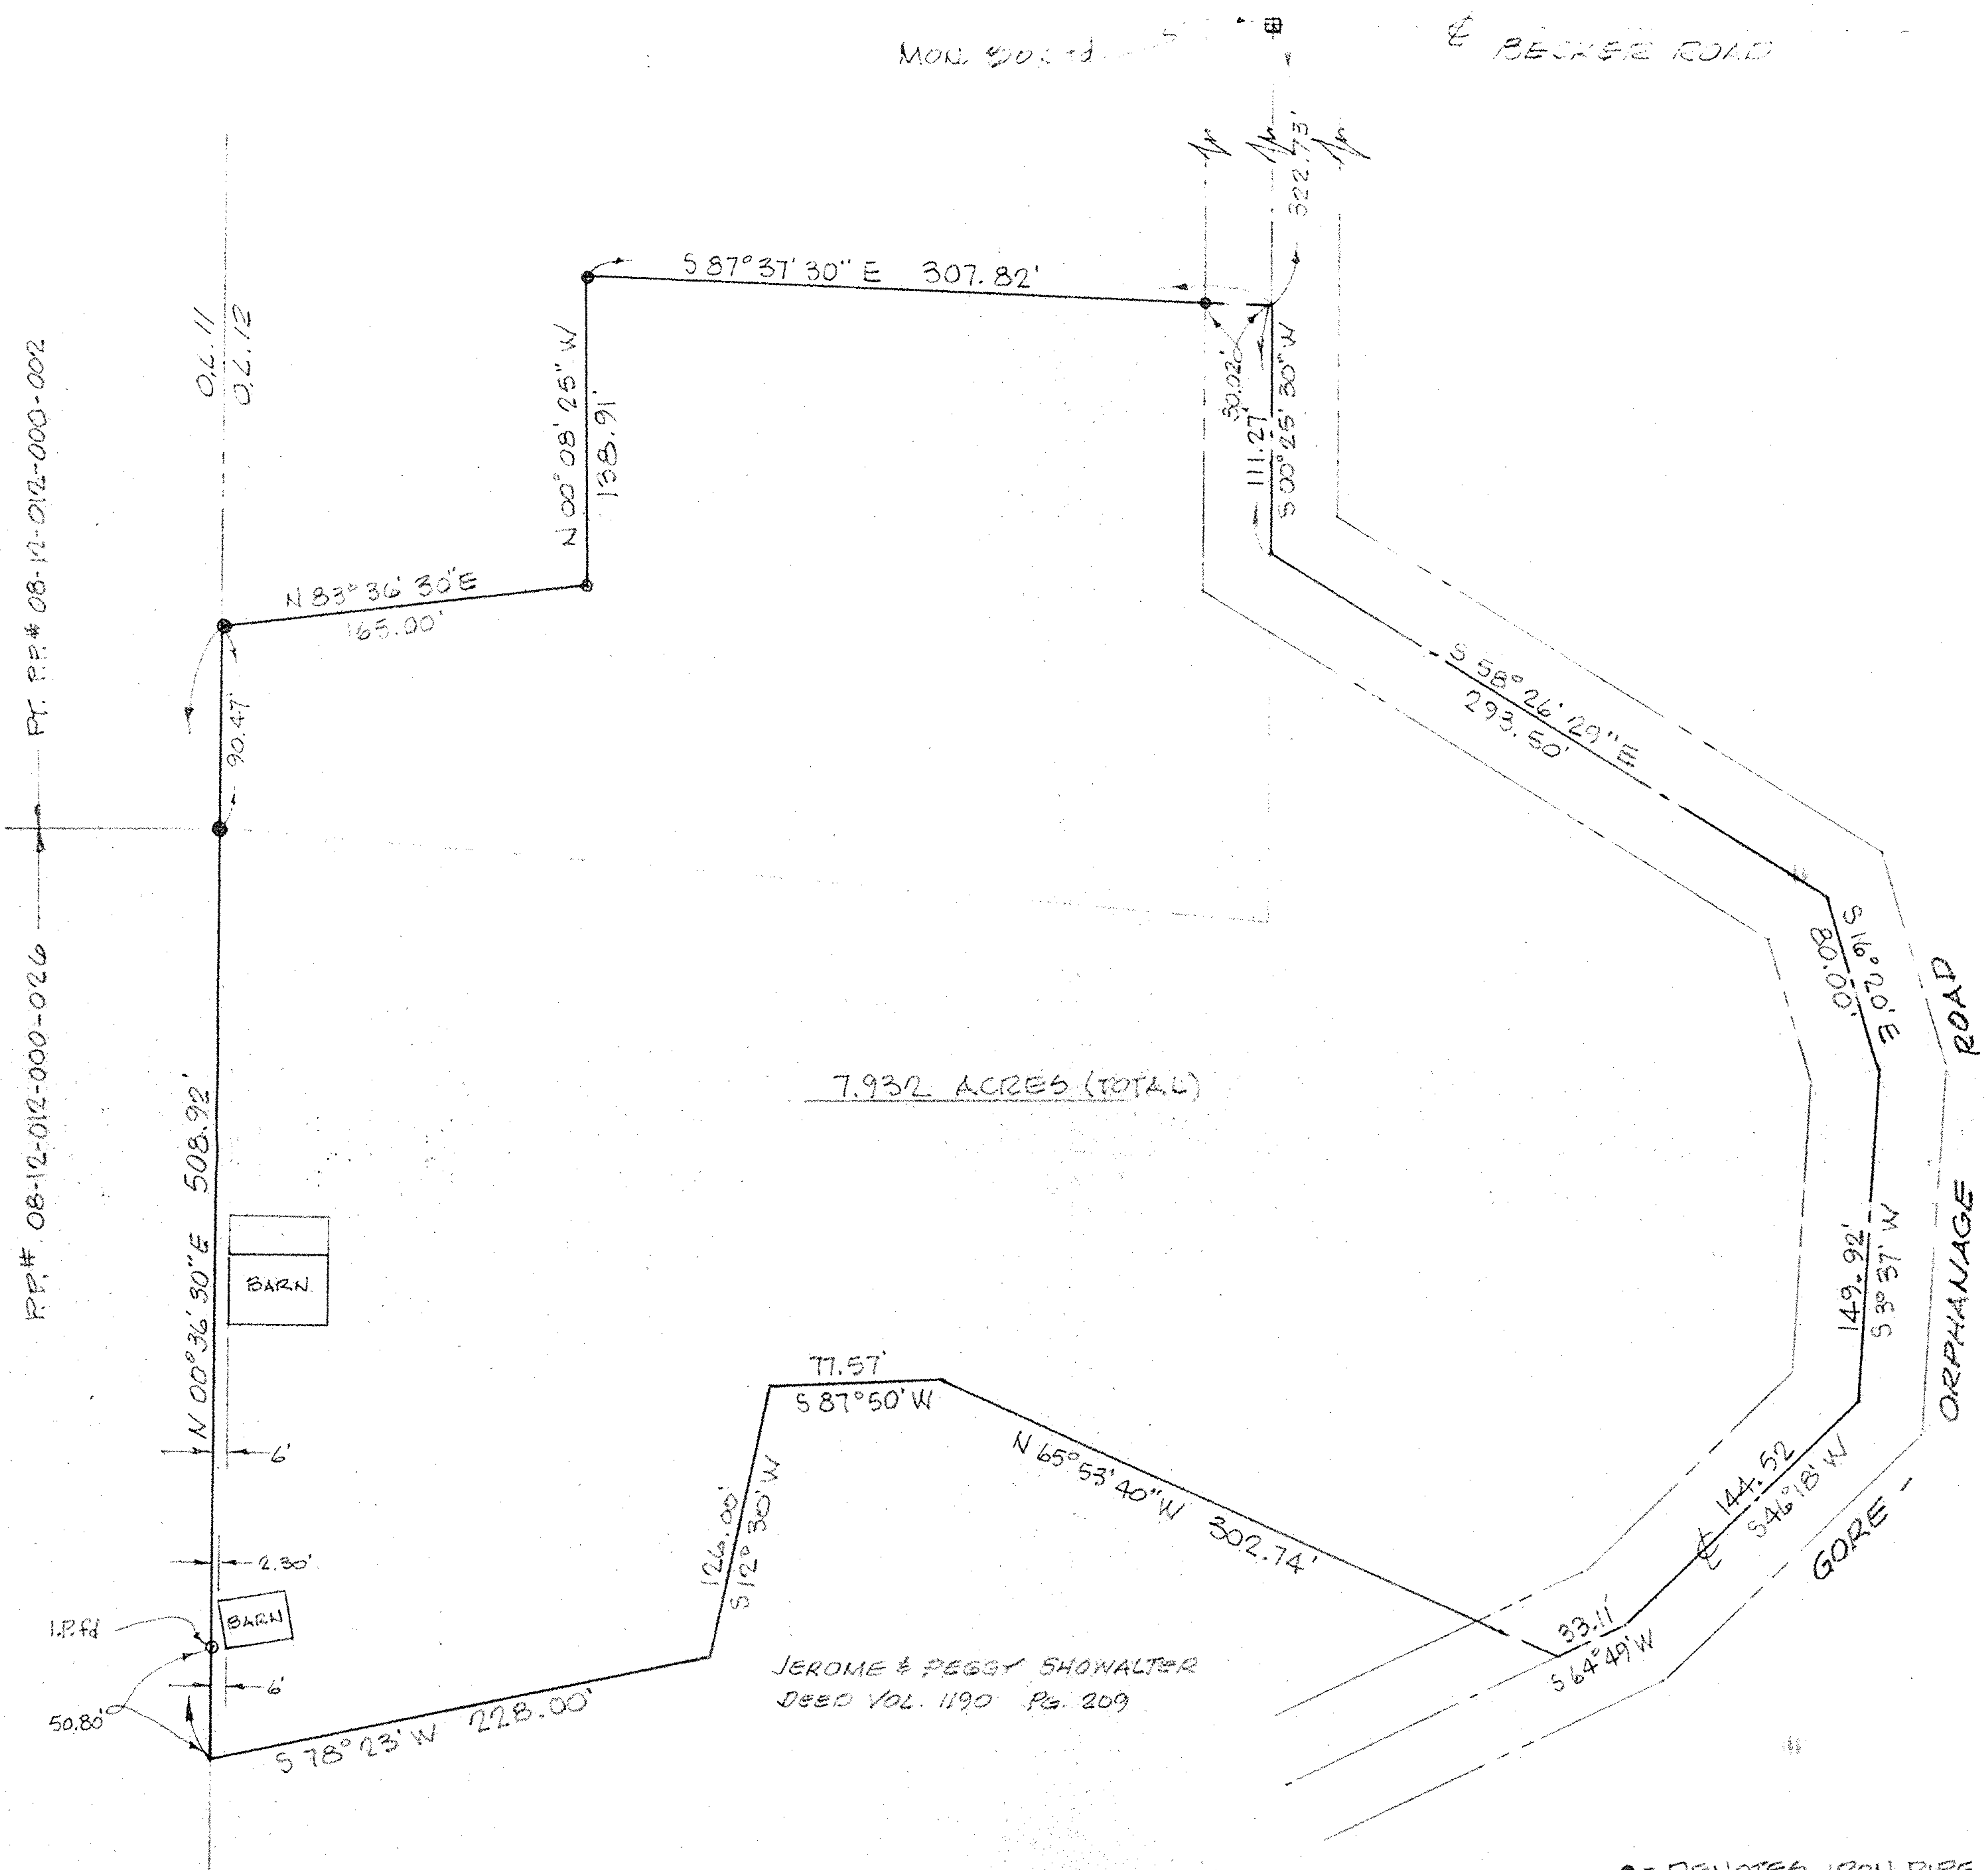 MON.
℄ BECKER ROAD
322.73'
S 87° 37' 30" E 307.82'
O.L. 11
O.L. 12
PT. P.P.# 08-12-012-000-002
N 00° 08' 25" W
138.91'
30.02'
111.27'
S 00° 25' 30" W
N 83° 36' 30" E
165.00'
90.47'
S 58° 26' 29" E
293.50'
S 16° 20' E
80.00'
P.P.# 08-12-012-000-026
N 00° 36' 30" E 508.92'
7.932 ACRES (TOTAL)
149.92'
S 3° 37' W
GORE - ORPHANAGE ROAD
BARN
6'
77.57'
S 87° 50' W
N 65° 53' 40" W 302.74'
126.00'
S 12° 30' W
144.52
S 46° 18' W
℄
2.30'
BARN
I.P. fd
33.11'
S 64° 49' W
6'
50.80'
S 78° 23' W 228.00'
JEROME & PEGGY SHOWALTER
DEED VOL. 1190 PG. 209
= DENOTES IRON PIPE